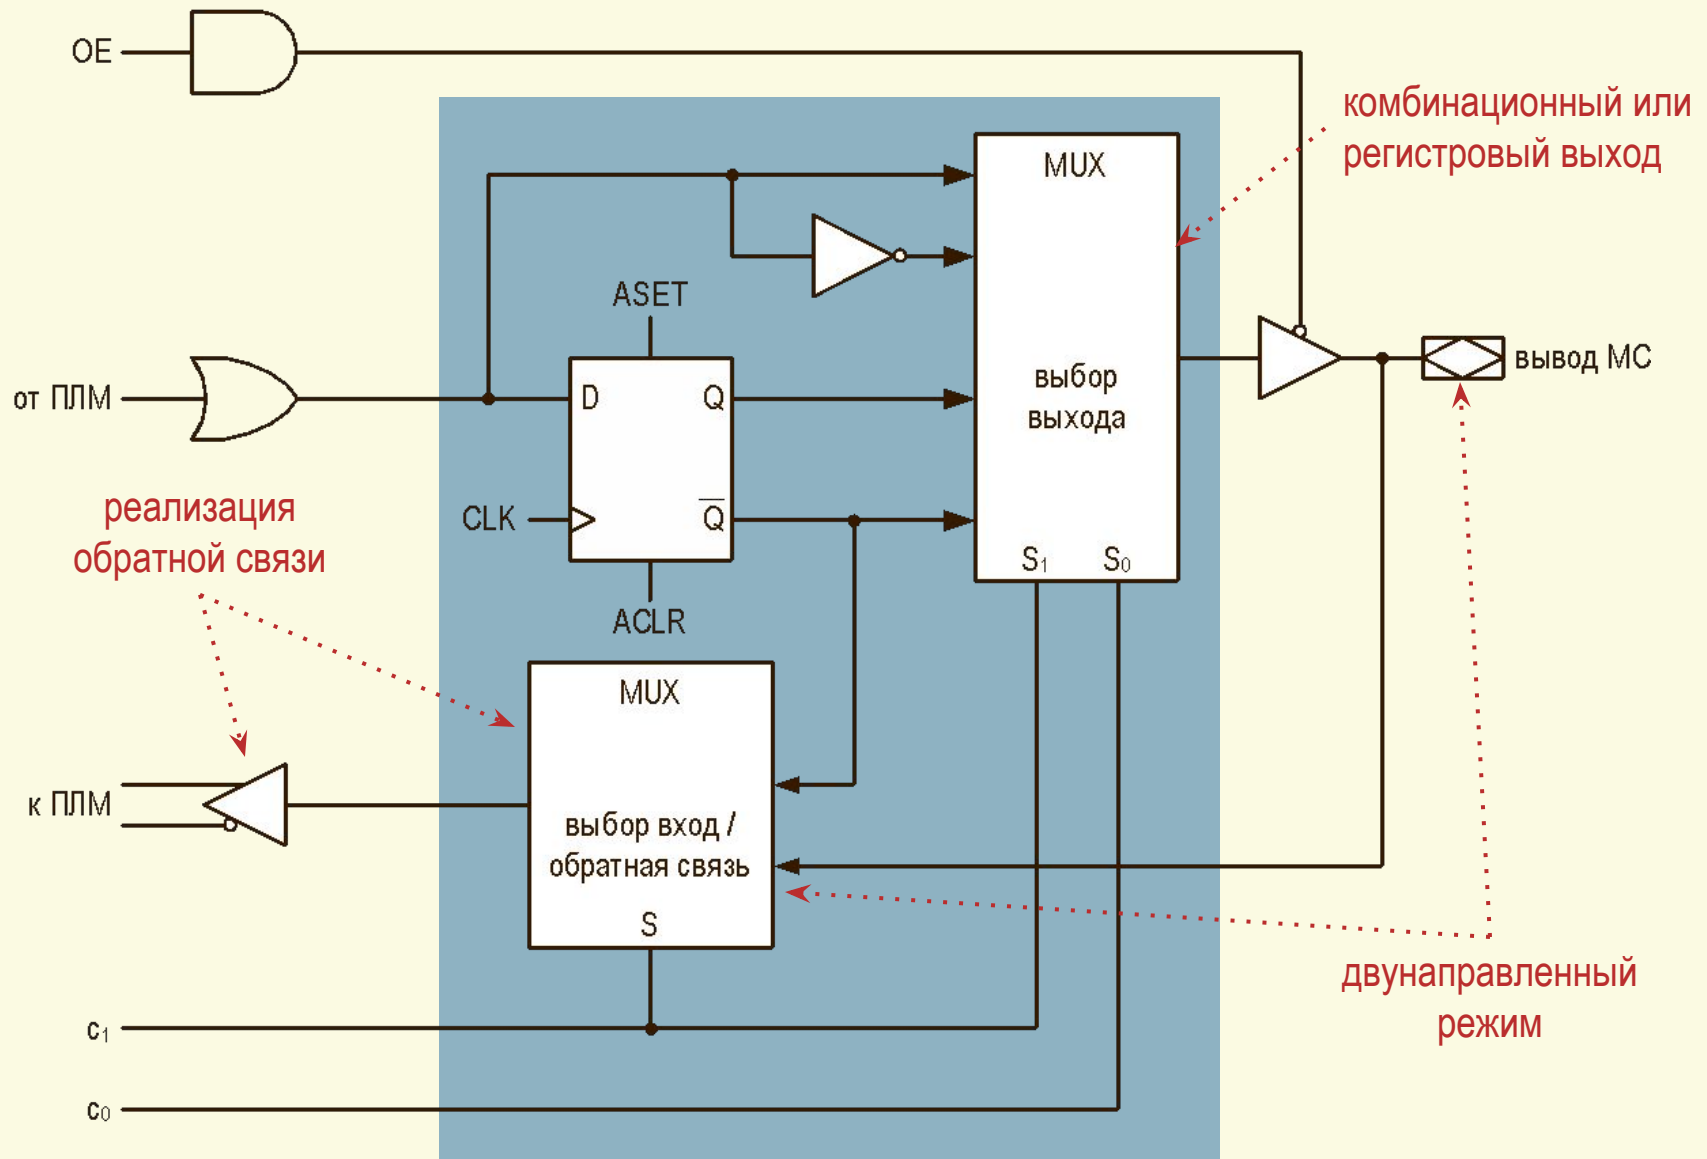 OE
комбинационный или
регистровый выход
MUX
ASET
выбор
выхода
вывод МС
от ПЛМ
D
Q
реализация
обратной связи
CLK
Q̅
S₁ S₀
ACLR
MUX
к ПЛМ
выбор вход /
обратная связь
S
двунаправленный
режим
c₁
c₀